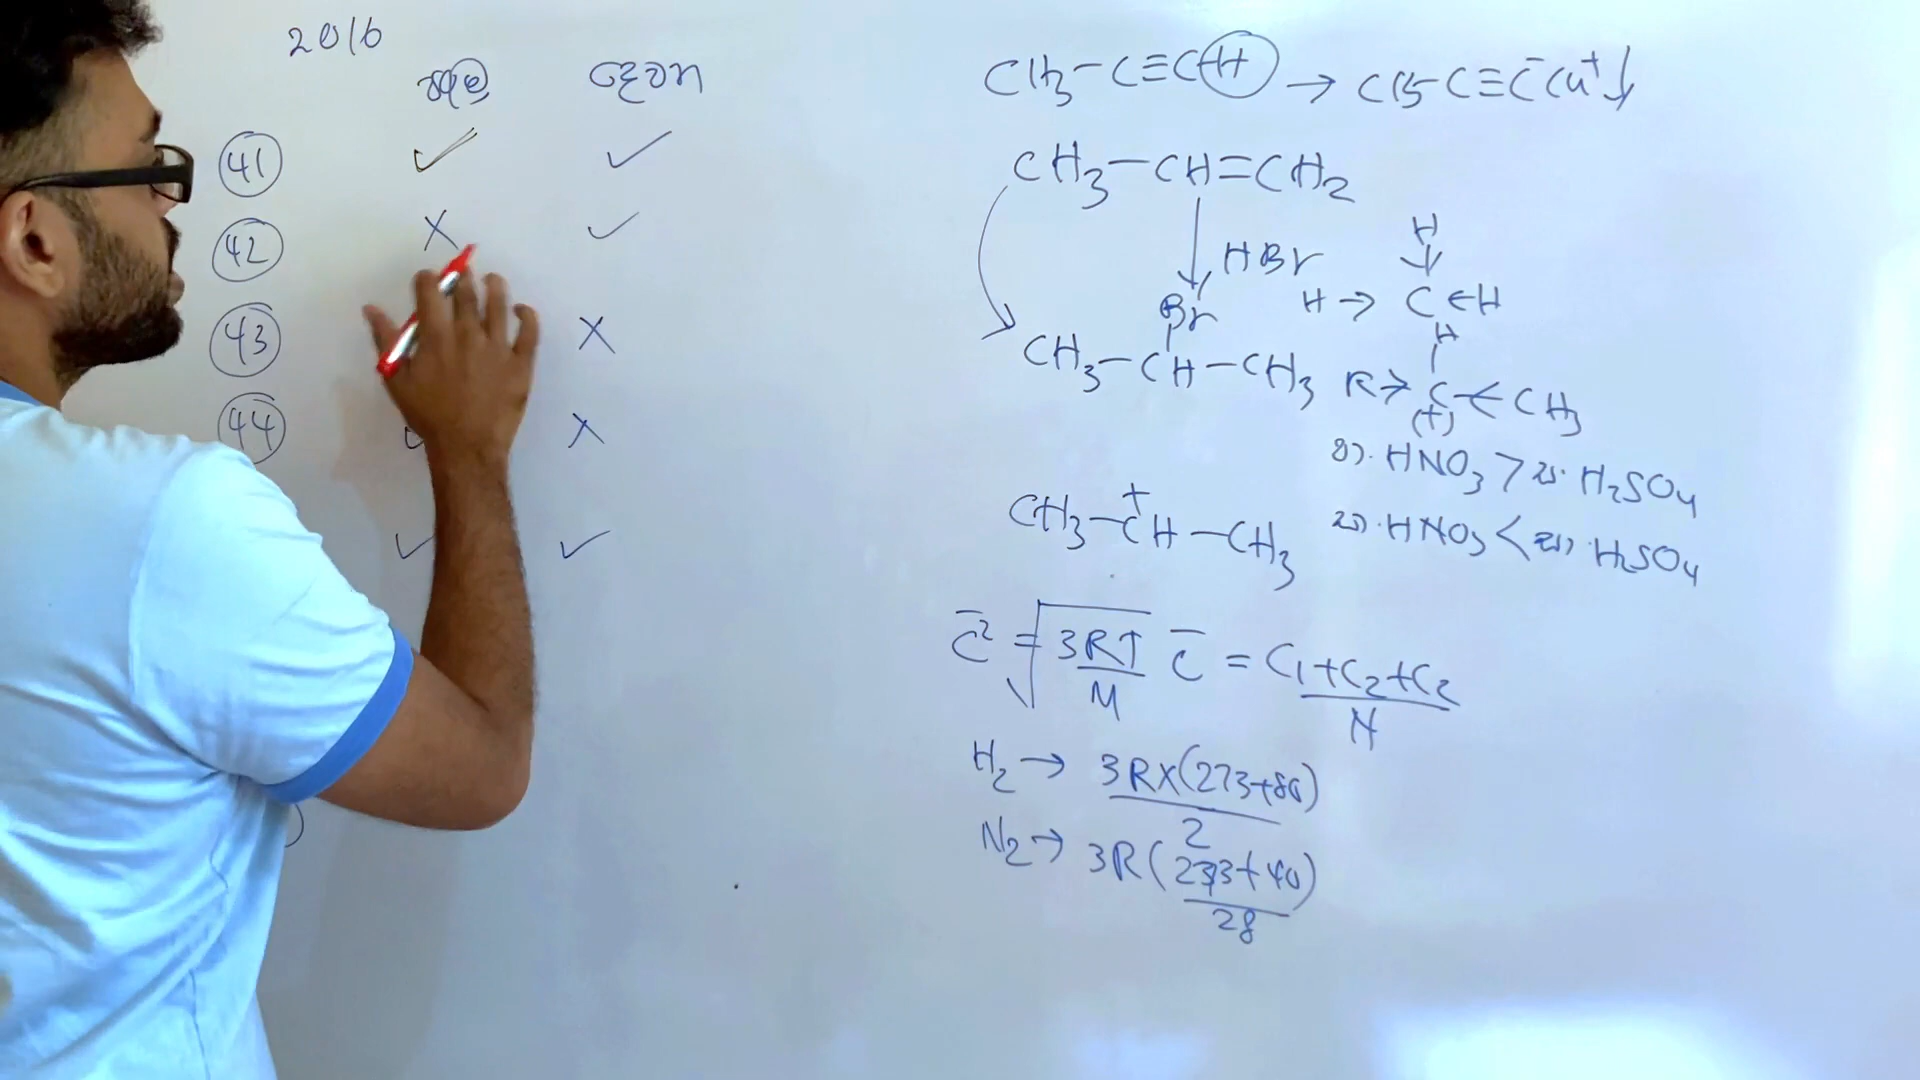 2016
පළමු දෙවන
41 ✓ ✓
42 X ✓
43 X
44 X
✓ ✓
CH3-C≡CH → CH3-C≡C⁻Cu⁺↓
CH3-CH=CH2
HBr
H
H → C ← H
Br
CH3-CH-CH3
H
R → C ← CH3
(+)
HNO3 > H2SO4
CH3-C⁺H-CH3
HNO3 < H2SO4
C̅² = √3RT/M C̅ = C1+C2+C2/N
H2 → 3RX(273+80)/2
N2 → 3R(273+40)/28